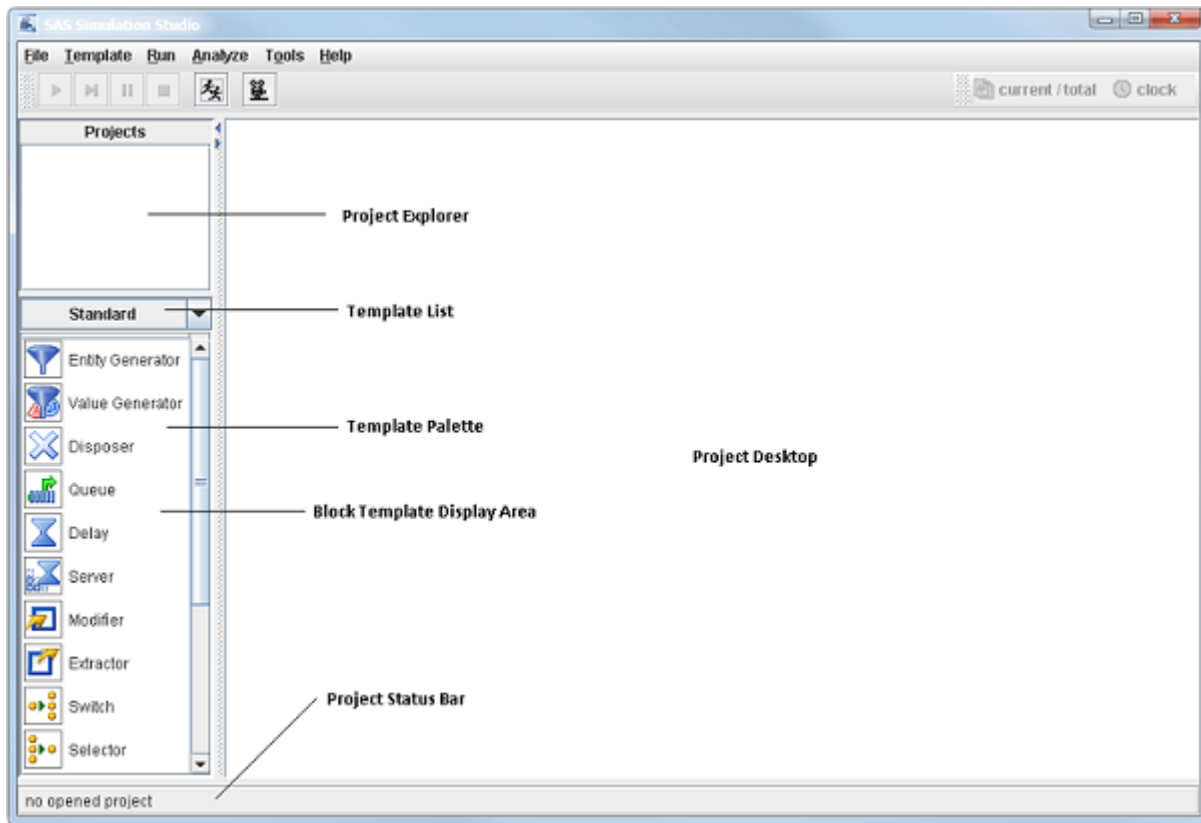 SAS Simulation Studio
File Template Run Analyze Tools Help
current / total clock
Projects
Project Explorer
Standard
Template List
Entity Generator
Value Generator
Template Palette
Disposer
Project Desktop
Queue
Block Template Display Area
Delay
Server
Modifier
Extractor
Switch
Project Status Bar
Selector
no opened project